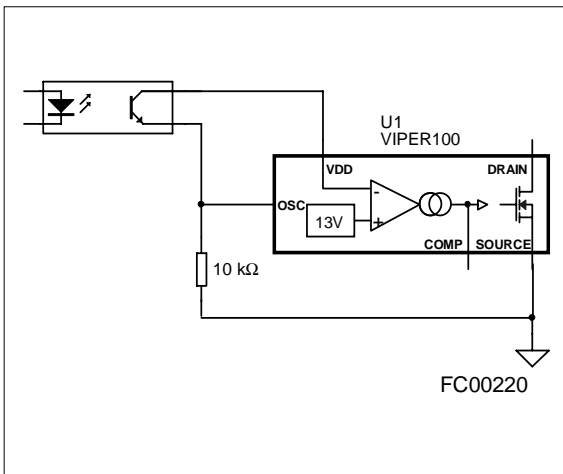 U1
VIPER100
VDD
DRAIN
-
OSC
13V
+
COMP
SOURCE
10 kΩ
FC00220